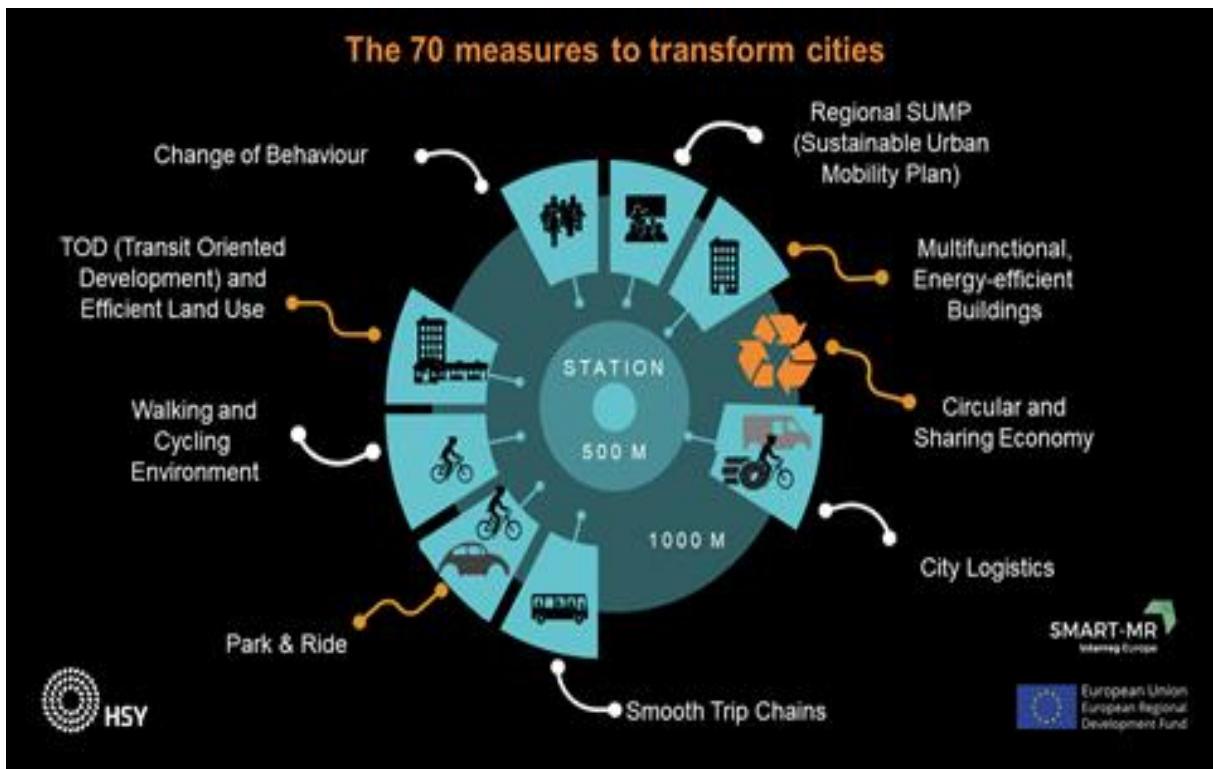 The 70 measures to transform cities
Change of Behaviour
Regional SUMP
(Sustainable Urban
Mobility Plan)
TOD (Transit Oriented
Development) and
Efficient Land Use
Multifunctional,
Energy-efficient
Buildings
STATION
500 M
1000 M
Walking and
Cycling
Environment
Circular and
Sharing Economy
City Logistics
Park & Ride
Smooth Trip Chains
HSY
SMART-MR
Interreg Europe
European Union
European Regional
Development Fund